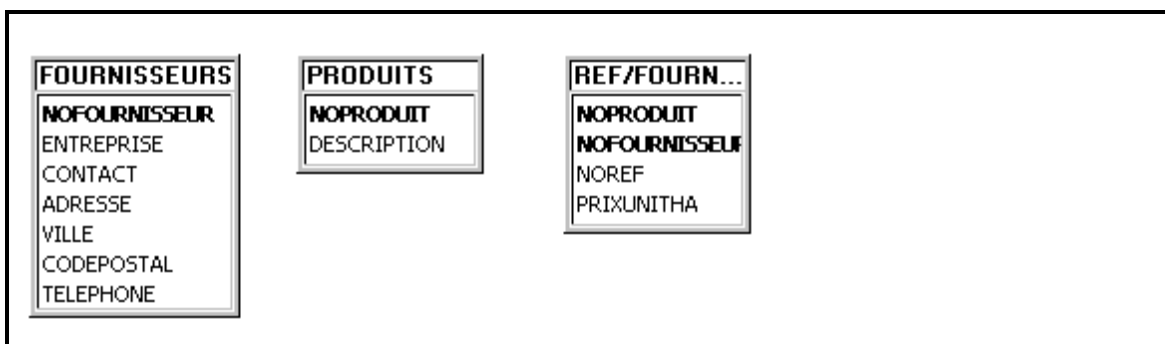 FOURNISSEURS
NOFOURNISSEUR
ENTREPRISE
CONTACT
ADRESSE
VILLE
CODEPOSTAL
TELEPHONE
PRODUITS
NOPRODUIT
DESCRIPTION
REF/FOURN...
NOPRODUIT
NOFOURNISSEUR
NOREF
PRIXUNITHA